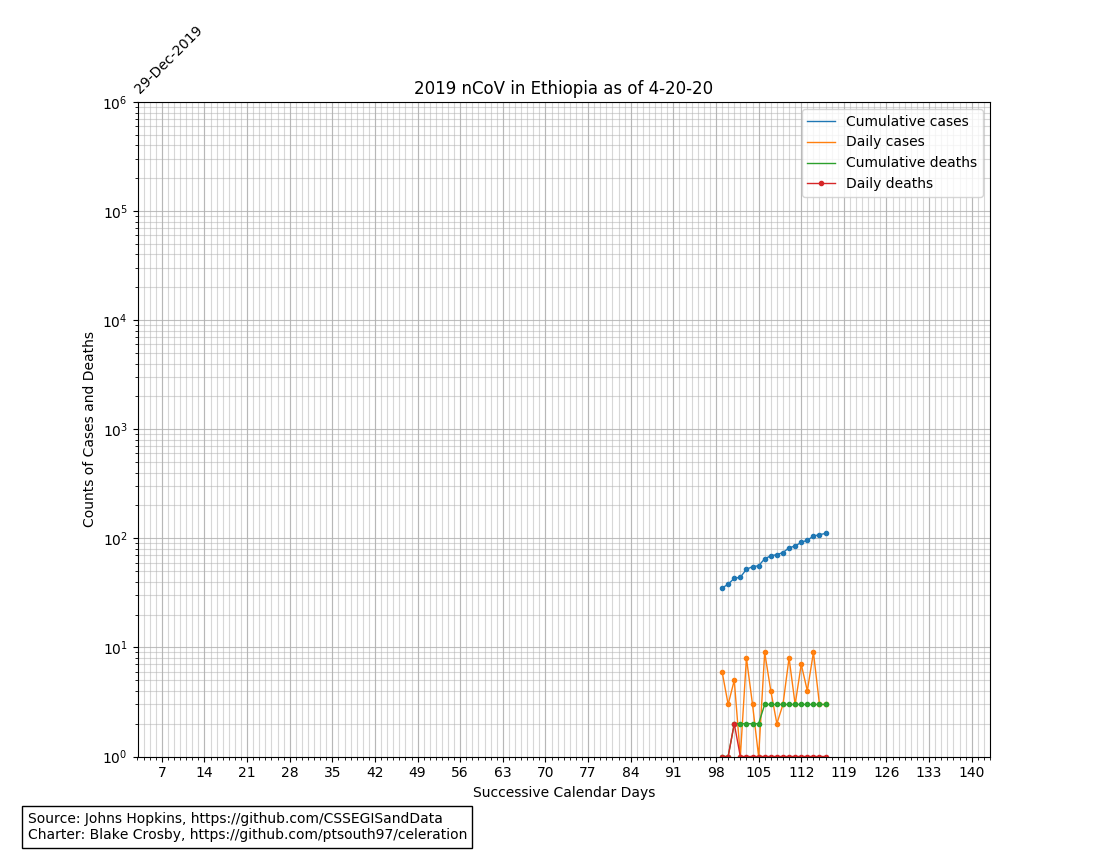 29-Dec-2019
2019 nCoV in Ethiopia as of 4-20-20
10^6
10^5
10^4
10^3
10^2
10^1
10^0
Counts of Cases and Deaths
Cumulative cases
Daily cases
Cumulative deaths
Daily deaths
7 14 21 28 35 42 49 56 63 70 77 84 91 98 105 112 119 126 133 140
Successive Calendar Days
Source: Johns Hopkins, https://github.com/CSSEGISandData
Charter: Blake Crosby, https://github.com/ptsouth97/celeration